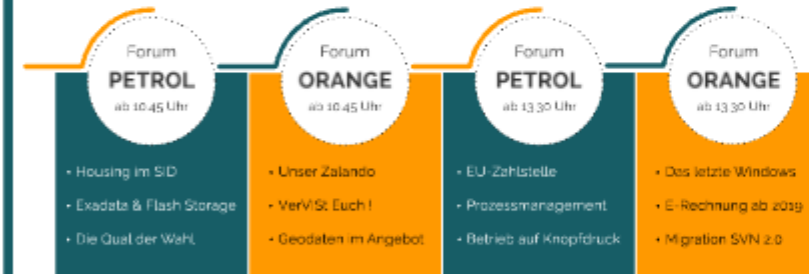 Forum
PETROL
ab 10.45 Uhr
• Housing im SID
• Exadata & Flash Storage
• Die Qual der Wahl
Forum
ORANGE
ab 10.45 Uhr
• Unser Zalando
• VerViSt Euch !
• Geodaten im Angebot
Forum
PETROL
ab 13.30 Uhr
• EU-Zahlstelle
• Prozessmanagement
• Betrieb auf Knopfdruck
Forum
ORANGE
ab 13.30 Uhr
• Das letzte Windows
• E-Rechnung ab 2019
• Migration SVN 2.0